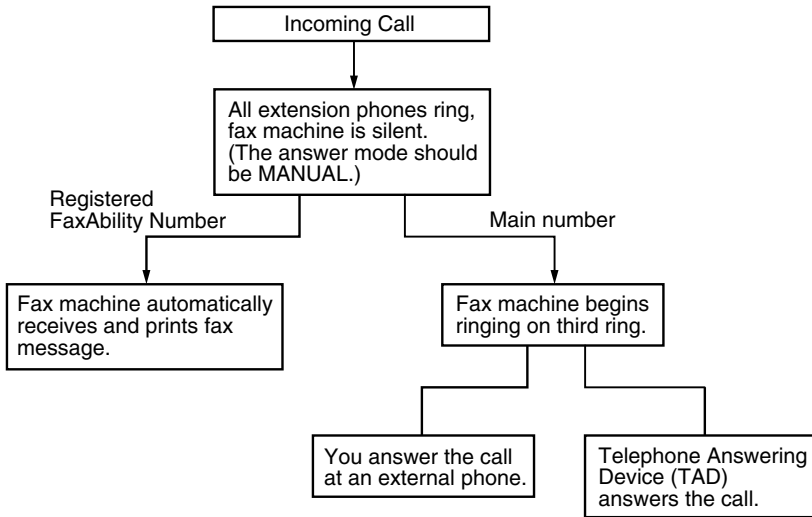 Incoming Call
All extension phones ring,
fax machine is silent.
(The answer mode should
be MANUAL.)
Registered
FaxAbility Number
Main number
Fax machine automatically
receives and prints fax
message.
Fax machine begins
ringing on third ring.
You answer the call
at an external phone.
Telephone Answering
Device (TAD)
answers the call.